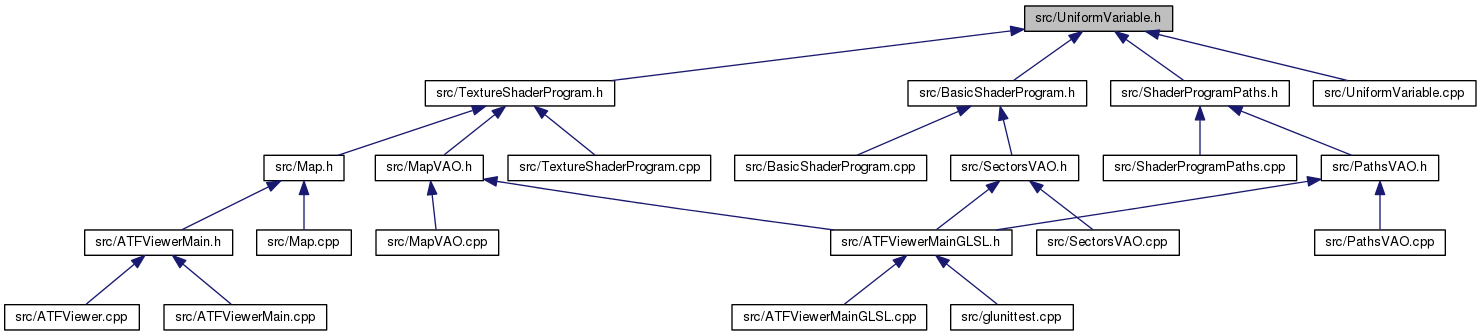 src/UniformVariable.h
src/TextureShaderProgram.h
src/BasicShaderProgram.h
src/ShaderProgramPaths.h
src/UniformVariable.cpp
src/Map.h
src/MapVAO.h
src/TextureShaderProgram.cpp
src/BasicShaderProgram.cpp
src/SectorsVAO.h
src/ShaderProgramPaths.cpp
src/PathsVAO.h
src/ATFViewerMain.h
src/Map.cpp
src/MapVAO.cpp
src/ATFViewerMainGLSL.h
src/SectorsVAO.cpp
src/PathsVAO.cpp
src/ATFViewer.cpp
src/ATFViewerMain.cpp
src/ATFViewerMainGLSL.cpp
src/glunittest.cpp